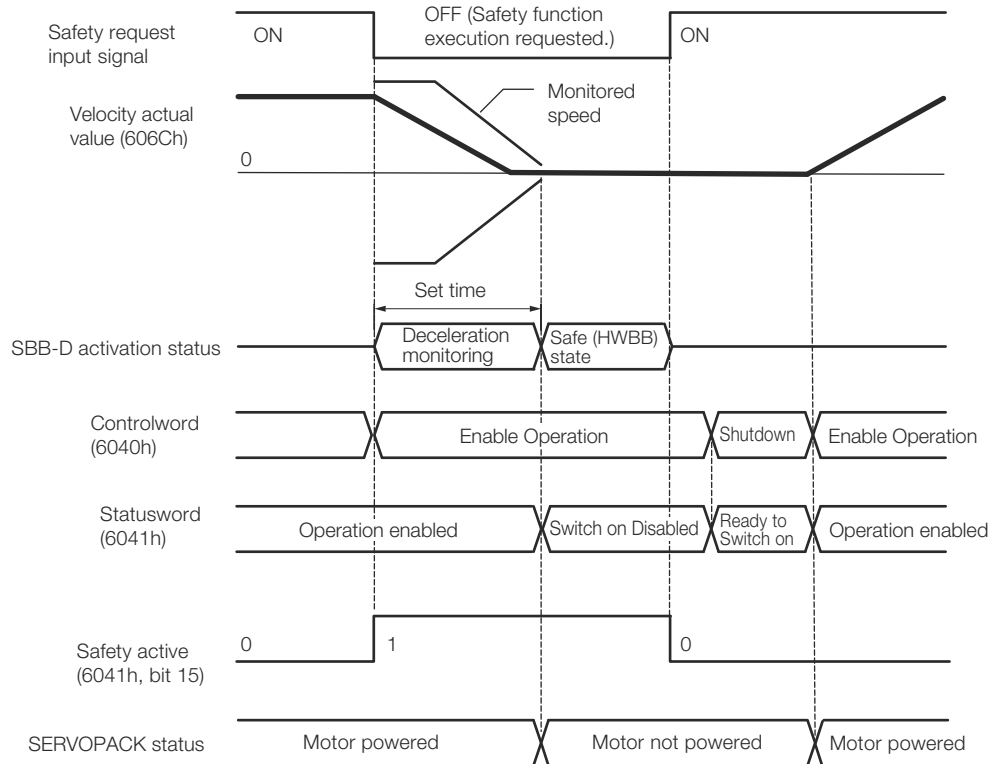 Safety request
input signal
ON
OFF (Safety function
execution requested.)
ON
Velocity actual
value (606Ch)
Monitored
speed
0
Set time
SBB-D activation status
Deceleration
monitoring
Safe (HWBB)
state
Controlword
(6040h)
Enable Operation
Shutdown
Enable Operation
Statusword
(6041h)
Operation enabled
Switch on Disabled
Ready to
Switch on
Operation enabled
Safety active
(6041h, bit 15)
0
1
0
SERVOPACK status
Motor powered
Motor not powered
Motor powered